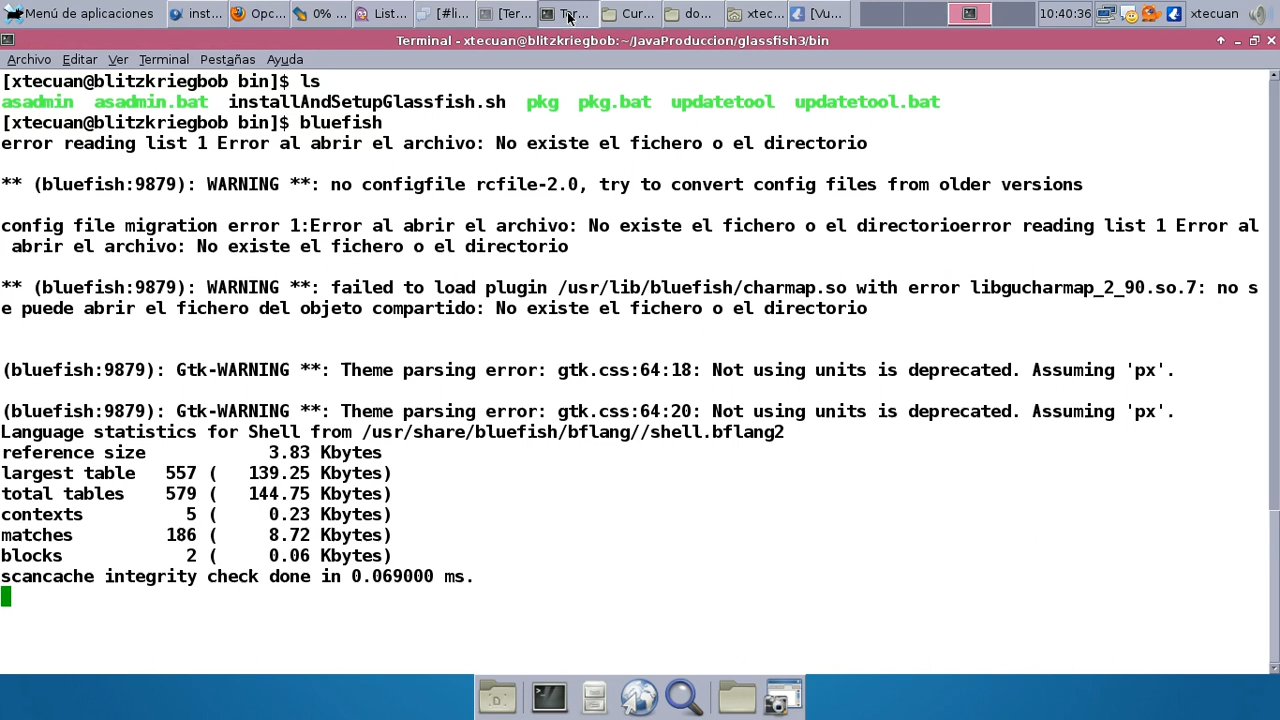 Menú de aplicaciones inst... Opc... 0% ... List... [#li... [Ter... Ter... Cur... do... xtec... [Vu... 10:40:36 xtecuan
Terminal - xtecuan@blitzkriegbob:~/JavaProduccion/glassfish3/bin
Archivo Editar Ver Terminal Pestañas Ayuda
[xtecuan@blitzkriegbob bin]$ ls
asadmin asadmin.bat installAndSetupGlassfish.sh pkg pkg.bat updatetool updatetool.bat
[xtecuan@blitzkriegbob bin]$ bluefish
error reading list 1 Error al abrir el archivo: No existe el fichero o el directorio
** (bluefish:9879): WARNING **: no configfile rcfile-2.0, try to convert config files from older versions
config file migration error 1:Error al abrir el archivo: No existe el fichero o el directorioerror reading list 1 Error al
abrir el archivo: No existe el fichero o el directorio
** (bluefish:9879): WARNING **: failed to load plugin /usr/lib/bluefish/charmap.so with error libgucharmap_2_90.so.7: no s
e puede abrir el fichero del objeto compartido: No existe el fichero o el directorio
(bluefish:9879): Gtk-WARNING **: Theme parsing error: gtk.css:64:18: Not using units is deprecated. Assuming 'px'.
(bluefish:9879): Gtk-WARNING **: Theme parsing error: gtk.css:64:20: Not using units is deprecated. Assuming 'px'.
Language statistics for Shell from /usr/share/bluefish/bflang//shell.bflang2
reference size 3.83 Kbytes
largest table 557 ( 139.25 Kbytes)
total tables 579 ( 144.75 Kbytes)
contexts 5 ( 0.23 Kbytes)
matches 186 ( 8.72 Kbytes)
blocks 2 ( 0.06 Kbytes)
scancache integrity check done in 0.069000 ms.